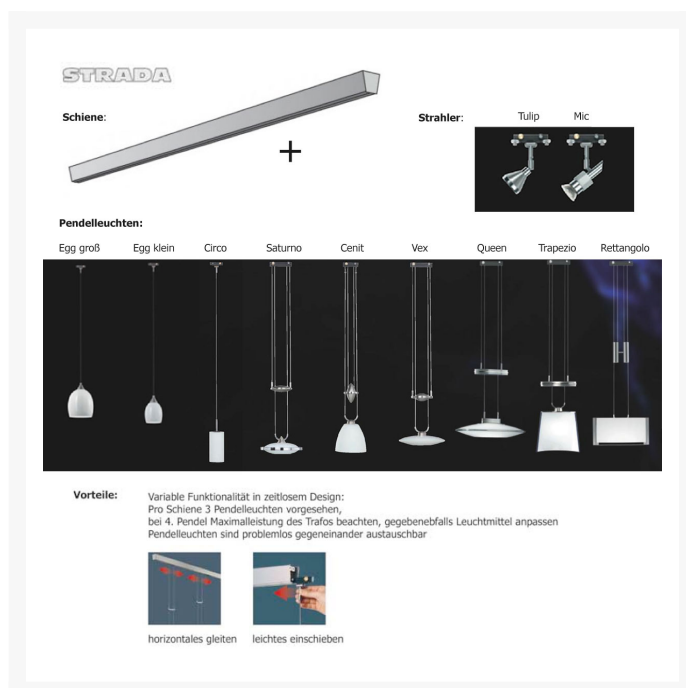 STRADA
Schiene:
+
Strahler:
Tulip Mic
Pendelleuchten:
Egg groß Egg klein Circo Saturno Cenit Vex Queen Trapezio Rettangolo
Vorteile:
Variable Funktionalität in zeitlosem Design:
Pro Schiene 3 Pendelleuchten vorgesehen,
bei 4. Pendel Maximalleistung des Trafos beachten, gegebenebfalls Leuchtmittel anpassen
Pendelleuchten sind problemlos gegeneinander austauschbar
horizontales gleiten leichtes einschieben